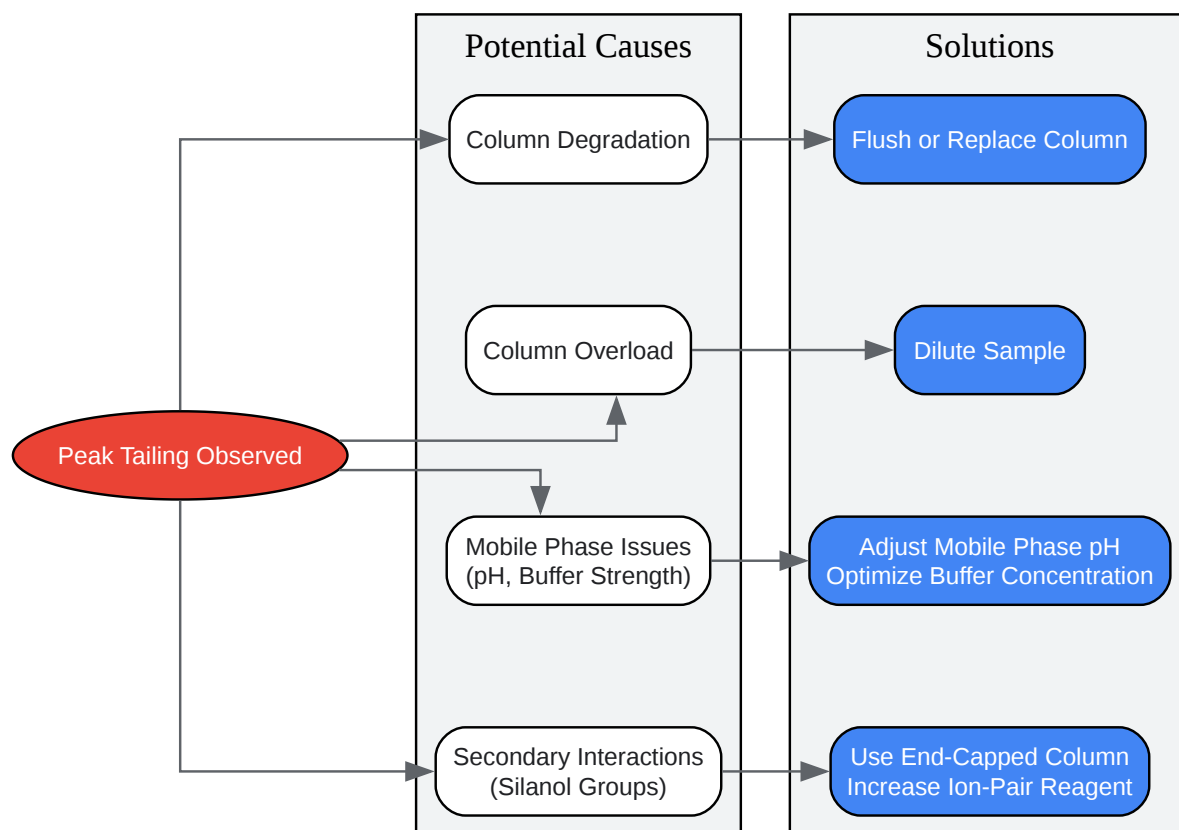 Potential Causes
Solutions
Column Degradation
Flush or Replace Column
Column Overload
Dilute Sample
Peak Tailing Observed
Mobile Phase Issues
(pH, Buffer Strength)
Adjust Mobile Phase pH
Optimize Buffer Concentration
Secondary Interactions
(Silanol Groups)
Use End-Capped Column
Increase Ion-Pair Reagent